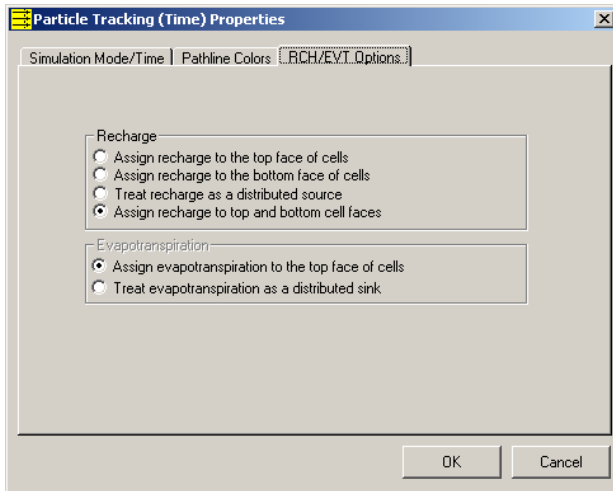 Particle Tracking (Time) Properties
Simulation Mode/Time Pathline Colors RCH/EVT Options
Recharge
Assign recharge to the top face of cells
Assign recharge to the bottom face of cells
Treat recharge as a distributed source
Assign recharge to top and bottom cell faces
Evapotranspiration
Assign evapotranspiration to the top face of cells
Treat evapotranspiration as a distributed sink
OK Cancel